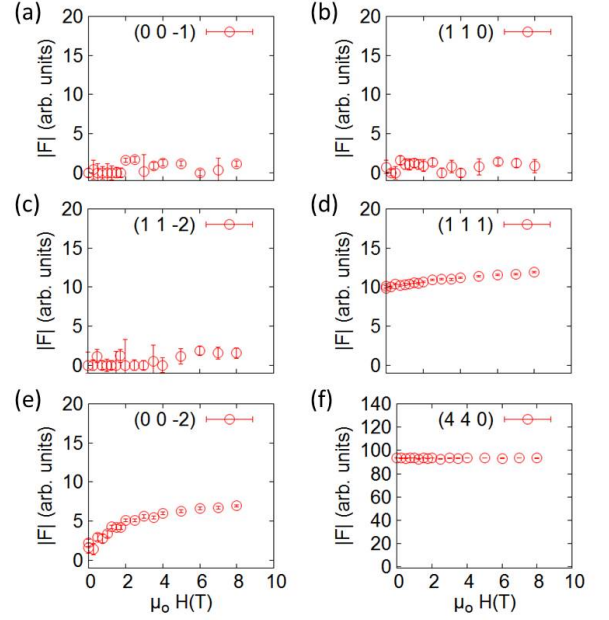 (a)
(0 0 -1)
|F| (arb. units)
20
15
10
5
0
(b)
(1 1 0)
|F| (arb. units)
20
15
10
5
0
(c)
(1 1 -2)
|F| (arb. units)
20
15
10
5
0
(d)
(1 1 1)
|F| (arb. units)
20
15
10
5
0
(e)
(0 0 -2)
|F| (arb. units)
20
15
10
5
0
0 2 4 6 8 10
μₒ H(T)
(f)
(4 4 0)
|F| (arb. units)
140
120
100
80
60
40
20
0
0 2 4 6 8 10
μₒ H(T)